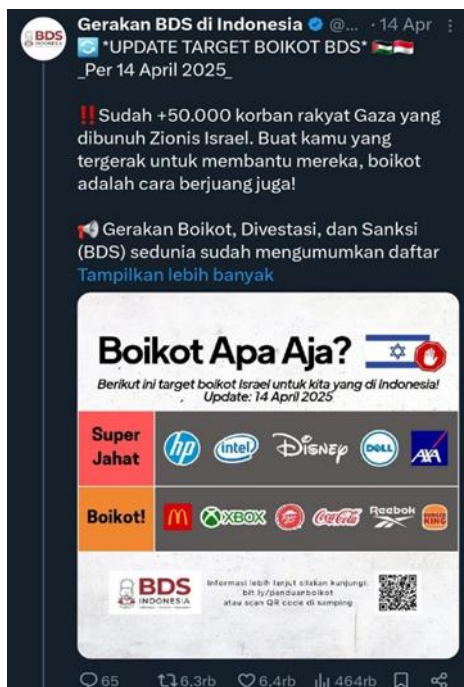 Gerakan BDS di Indonesia @... · 14 Apr
*UPDATE TARGET BOIKOT BDS*
_Per 14 April 2025_
‼️Sudah +50.000 korban rakyat Gaza yang
dibunuh Zionis Israel. Buat kamu yang
tergerak untuk membantu mereka, boikot
adalah cara berjuang juga!
Gerakan Boikot, Divestasi, dan Sanksi
(BDS) sedunia sudah mengumumkan daftar
Tampilkan lebih banyak
Boikot Apa Aja?
Berikut ini target boikot Israel untuk kita yang di Indonesia!
Update: 14 April 2025
Super
Jahat
hp intel Disney DELL AXA
Boikot!
XBOX Pizza Hut Coca-Cola Reebok BURGER KING
BDS
INDONESIA
Informasi lebih lanjut silakan kunjungi:
bit.ly/panduanboikot
atau scan QR code di samping
65 6,3rb 6,4rb 464rb